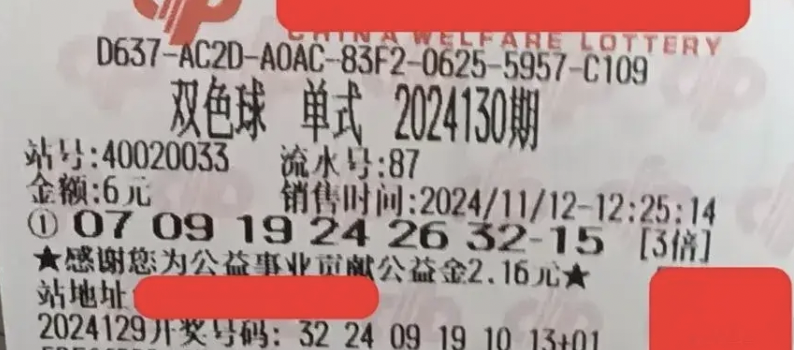 CHINA WELFARE LOTTERY
D637-AC2D-A0AC-83F2-0625-5957-C109
双色球 单式 2024130期
站号:40020033 流水号:87
金额:6元 销售时间:2024/11/12-12:25:14
① 07 09 19 24 26 32-15 [3倍]
★感谢您为公益事业贡献公益金2.16元★
站地址
2024129开奖号码: 32 24 09 19 10 13+01